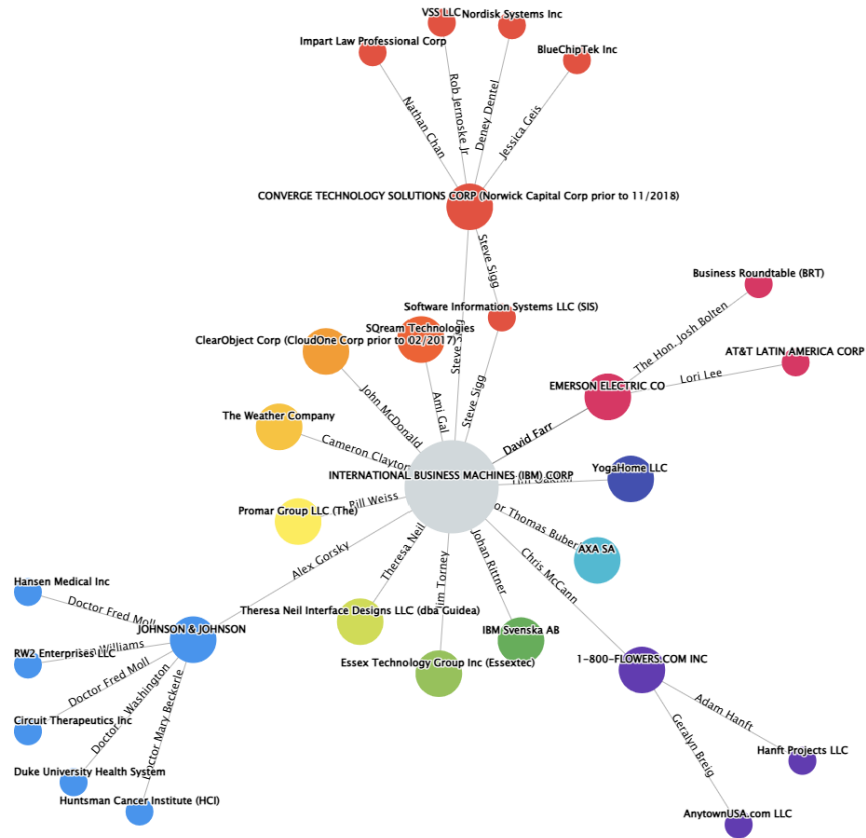 VSS LLC
Nordisk Systems Inc
Impart Law Professional Corp
BlueChipTek Inc
Nathan Chan
Rob Jernoske Jr
Deney Dentel
Jessica Geis
CONVERGE TECHNOLOGY SOLUTIONS CORP (Norwick Capital Corp prior to 11/2018)
Steve Sigg
Business Roundtable (BRT)
Software Information Systems LLC (SIS)
SQream Technologies
ClearObject Corp (CloudOne Corp prior to 02/2017)
Steve Sigg
The Hon. Josh Bolten
AT&T LATIN AMERICA CORP
Lori Lee
EMERSON ELECTRIC CO
John McDonald
Ami Gal
Steve Sigg
The Weather Company
David Farr
Cameron Clayton
INTERNATIONAL BUSINESS MACHINES (IBM) CORP
YogaHome LLC
Bill Weiss
Promar Group LLC (The)
Thomas Buber
AXA SA
Alex Gorsky
Theresa Neil
Johan Rittner
Chris McCann
Hansen Medical Inc
Doctor Fred Moll
Torney
Theresa Neil Interface Designs LLC (dba Guidea)
JOHNSON & JOHNSON
IBM Svenska AB
RW2 Enterprises LLC
Williams
Essex Technology Group Inc (Essextec)
1-800-FLOWERS.COM INC
Doctor Fred Moll
Circuit Therapeutics Inc
Doctor
Washington
Doctor Mary Beckerle
Adam Hanft
Geralyn Breig
Duke University Health System
Hanft Projects LLC
Huntsman Cancer Institute (HCI)
AnytownUSA.com LLC